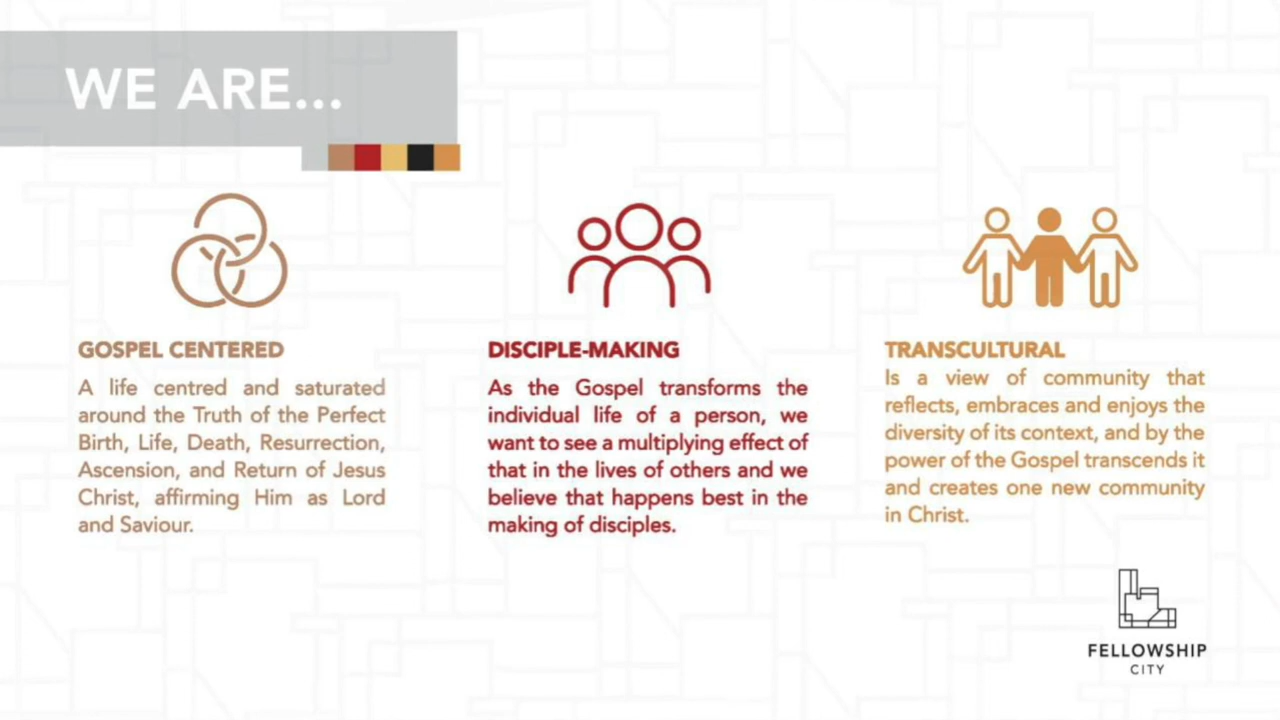 WE ARE...
GOSPEL CENTERED
A life centred and saturated
around the Truth of the Perfect
Birth, Life, Death, Resurrection,
Ascension, and Return of Jesus
Christ, affirming Him as Lord
and Saviour.
DISCIPLE-MAKING
As the Gospel transforms the
individual life of a person, we
want to see a multiplying effect of
that in the lives of others and we
believe that happens best in the
making of disciples.
TRANSCULTURAL
Is a view of community that
reflects, embraces and enjoys the
diversity of its context, and by the
power of the Gospel transcends it
and creates one new community
in Christ.
FELLOWSHIP
CITY